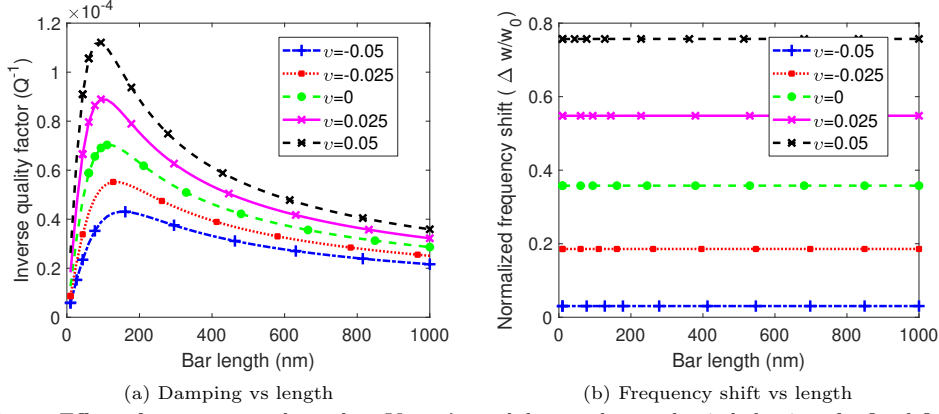 ×10⁻⁴
1.2
1
0.8
0.6
0.4
0.2
0
0 200 400 600 800 1000
Inverse quality factor (Q⁻¹)
Bar length (nm)
υ=-0.05
υ=-0.025
υ=0
υ=0.025
υ=0.05
(a) Damping vs length
0.8
0.6
0.4
0.2
0
0 200 400 600 800 1000
Normalized frequency shift ( Δ w/w₀)
Bar length (nm)
υ=-0.05
υ=-0.025
υ=0
υ=0.025
υ=0.05
(b) Frequency shift vs length